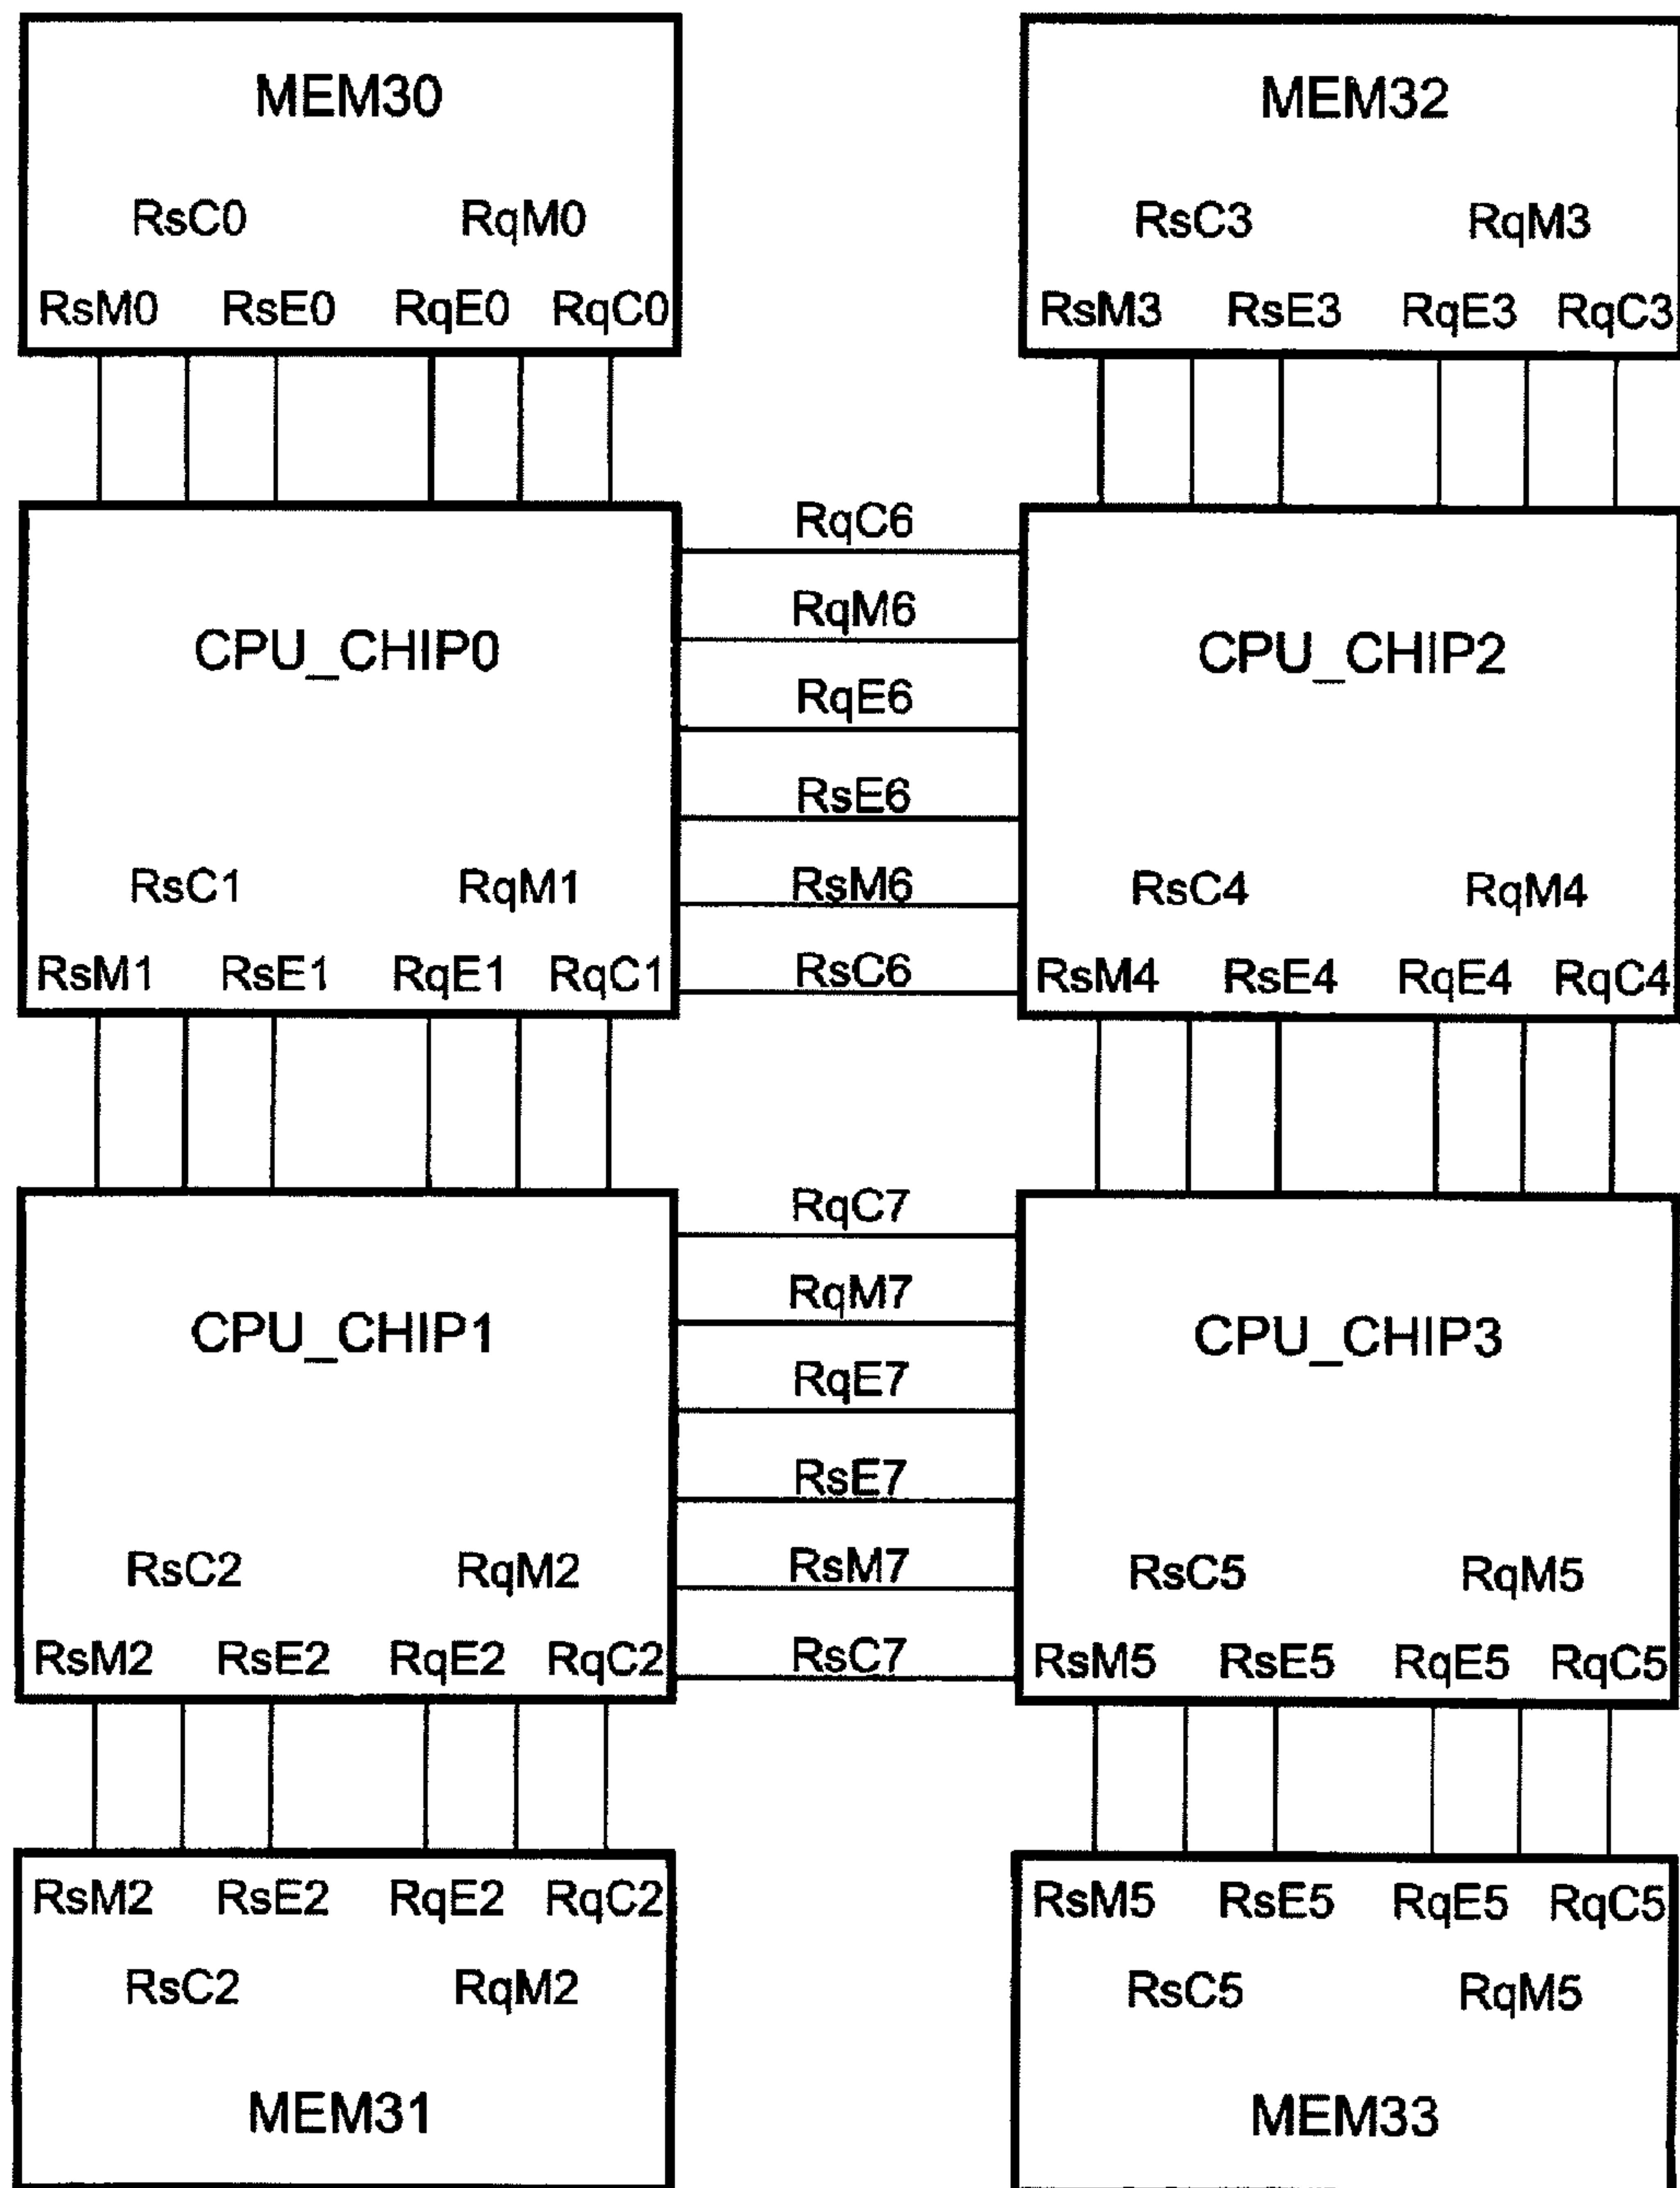 MEM30
RsC0 RqM0
RsM0 RsE0 RqE0 RqC0
MEM32
RsC3 RqM3
RsM3 RsE3 RqE3 RqC3
CPU_CHIP0
RsC1 RqM1
RsM1 RsE1 RqE1 RqC1
RqC6
RqM6
RqE6
RsE6
RsM6
RsC6
CPU_CHIP2
RsC4 RqM4
RsM4 RsE4 RqE4 RqC4
CPU_CHIP1
RsC2 RqM2
RsM2 RsE2 RqE2 RqC2
RqC7
RqM7
RqE7
RsE7
RsM7
RsC7
CPU_CHIP3
RsC5 RqM5
RsM5 RsE5 RqE5 RqC5
RsM2 RsE2 RqE2 RqC2
RsC2 RqM2
MEM31
RsM5 RsE5 RqE5 RqC5
RsC5 RqM5
MEM33